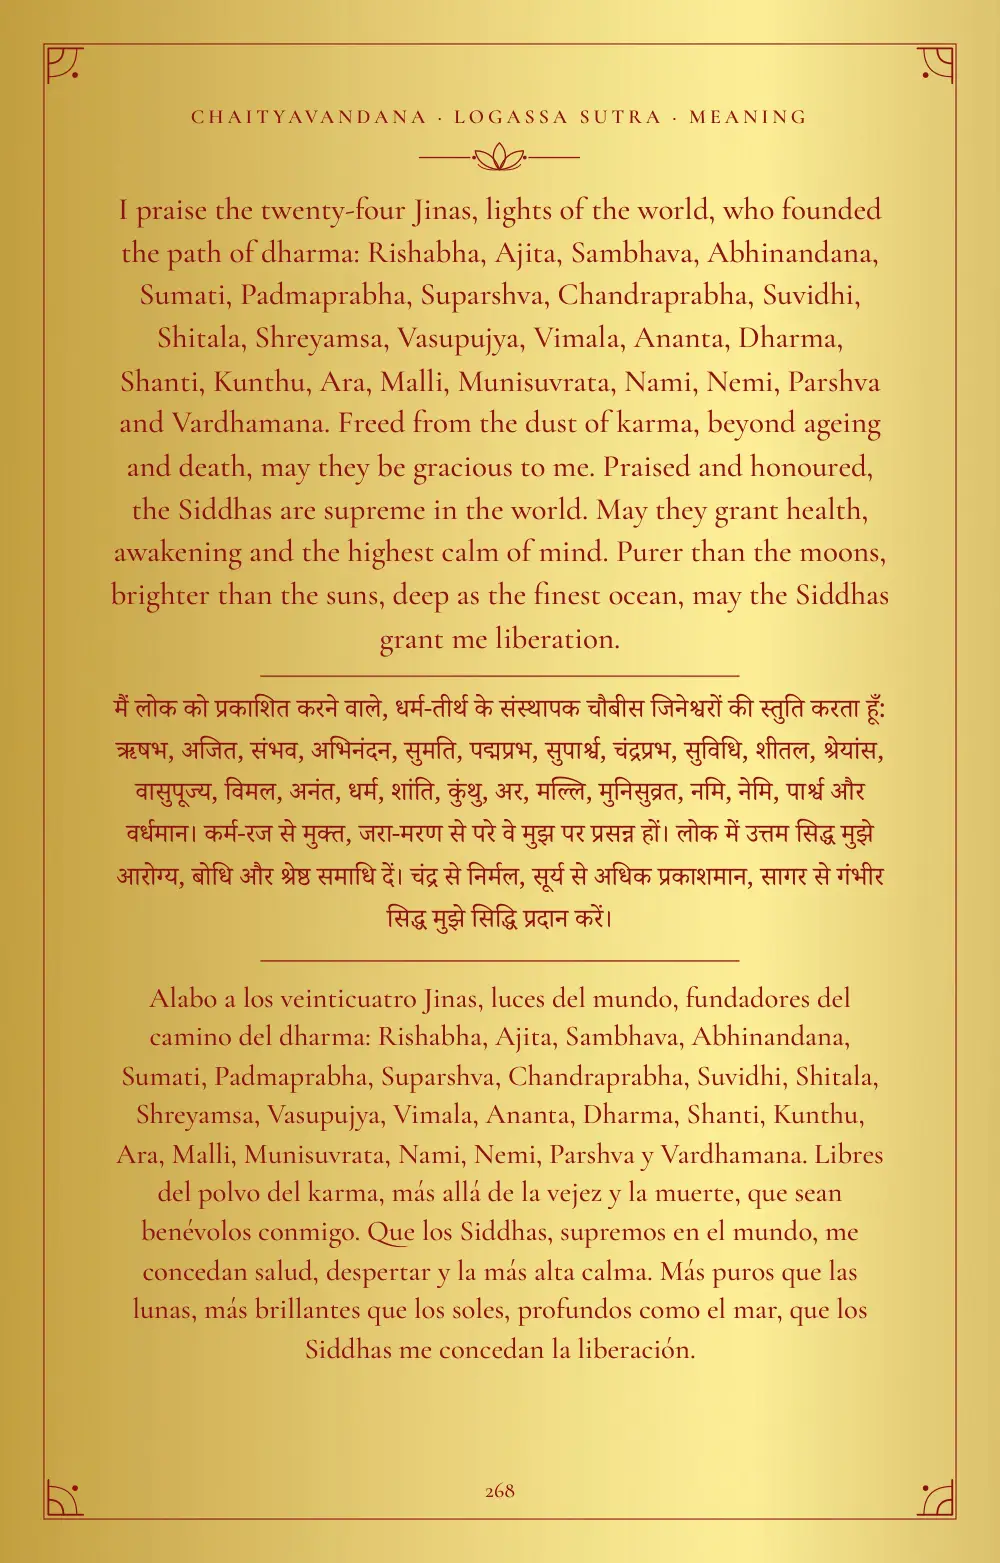 CHAITYAVANDANA · LOGASSA SUTRA · MEANING
I praise the twenty-four Jinas, lights of the world, who founded
the path of dharma: Rishabha, Ajita, Sambhava, Abhinandana,
Sumati, Padmaprabha, Suparshva, Chandraprabha, Suvidhi,
Shitala, Shreyamsa, Vasupujya, Vimala, Ananta, Dharma,
Shanti, Kunthu, Ara, Malli, Munisuvrata, Nami, Nemi, Parshva
and Vardhamana. Freed from the dust of karma, beyond ageing
and death, may they be gracious to me. Praised and honoured,
the Siddhas are supreme in the world. May they grant health,
awakening and the highest calm of mind. Purer than the moons,
brighter than the suns, deep as the finest ocean, may the Siddhas
grant me liberation.
मैं लोक को प्रकाशित करने वाले, धर्म-तीर्थ के संस्थापक चौबीस जिनेश्वरों की स्तुति करता हूँ:
ऋषभ, अजित, संभव, अभिनंदन, सुमति, पद्मप्रभ, सुपार्श्व, चंद्रप्रभ, सुविधि, शीतल, श्रेयांस,
वासुपूज्य, विमल, अनंत, धर्म, शांति, कुंथु, अर, मल्लि, मुनिसुव्रत, नमि, नेमि, पार्श्व और
वर्धमान। कर्म-रज से मुक्त, जरा-मरण से परे वे मुझ पर प्रसन्न हों। लोक में उत्तम सिद्ध मुझे
आरोग्य, बोधि और श्रेष्ठ समाधि दें। चंद्र से निर्मल, सूर्य से अधिक प्रकाशमान, सागर से गंभीर
सिद्ध मुझे सिद्धि प्रदान करें।
Alabo a los veinticuatro Jinas, luces del mundo, fundadores del
camino del dharma: Rishabha, Ajita, Sambhava, Abhinandana,
Sumati, Padmaprabha, Suparshva, Chandraprabha, Suvidhi, Shitala,
Shreyamsa, Vasupujya, Vimala, Ananta, Dharma, Shanti, Kunthu,
Ara, Malli, Munisuvrata, Nami, Nemi, Parshva y Vardhamana. Libres
del polvo del karma, más allá de la vejez y la muerte, que sean
benévolos conmigo. Que los Siddhas, supremos en el mundo, me
concedan salud, despertar y la más alta calma. Más puros que las
lunas, más brillantes que los soles, profundos como el mar, que los
Siddhas me concedan la liberación.
268